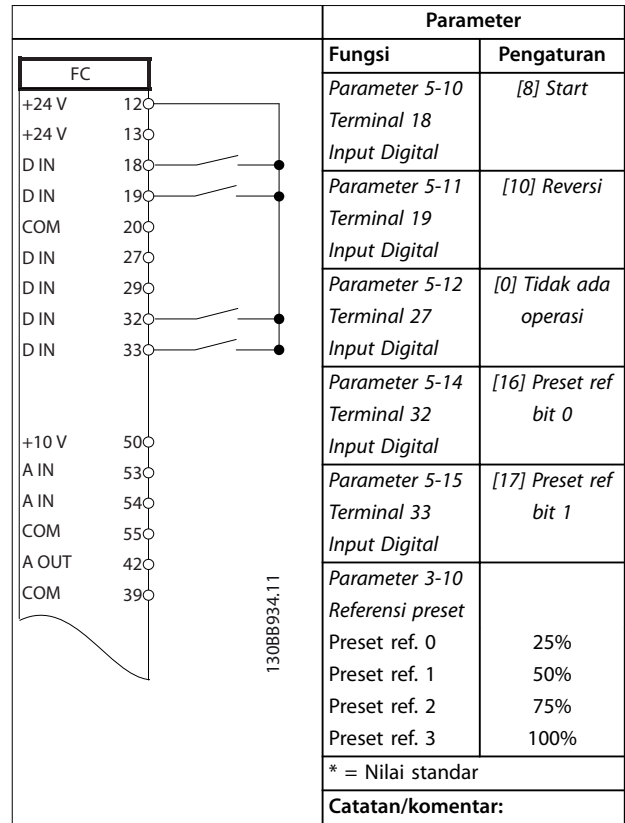 Parameter
Fungsi Pengaturan
FC
+24 V 12
+24 V 13
D IN 18
D IN 19
COM 20
D IN 27
D IN 29
D IN 32
D IN 33
+10 V 50
A IN 53
A IN 54
COM 55
A OUT 42
COM 39
130BB934.11
Parameter 5-10 [8] Start
Terminal 18
Input Digital
Parameter 5-11 [10] Reversi
Terminal 19
Input Digital
Parameter 5-12 [0] Tidak ada
Terminal 27 operasi
Input Digital
Parameter 5-14 [16] Preset ref
Terminal 32 bit 0
Input Digital
Parameter 5-15 [17] Preset ref
Terminal 33 bit 1
Input Digital
Parameter 3-10
Referensi preset
Preset ref. 0 25%
Preset ref. 1 50%
Preset ref. 2 75%
Preset ref. 3 100%
* = Nilai standar
Catatan/komentar: